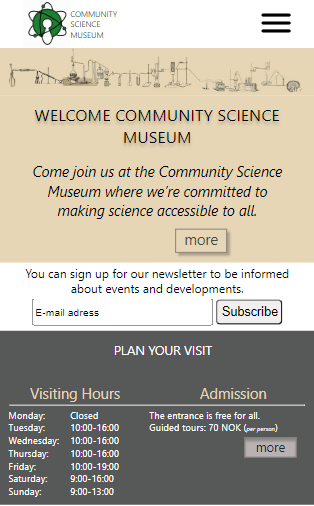 COMMUNITY
SCIENCE
MUSEUM
WELCOME COMMUNITY SCIENCE
MUSEUM
Come join us at the Community Science
Museum where we're committed to
making science accessible to all.
more
You can sign up for our newsletter to be informed
about events and developments.
E-mail adress Subscribe
PLAN YOUR VISIT
Visiting Hours
Monday: Closed
Tuesday: 10:00-16:00
Wednesday: 10:00-16:00
Thursday: 10:00-16:00
Friday: 10:00-19:00
Saturday: 9:00-16:00
Sunday: 9:00-13:00
Admission
The entrance is free for all.
Guided tours: 70 NOK (per person)
more